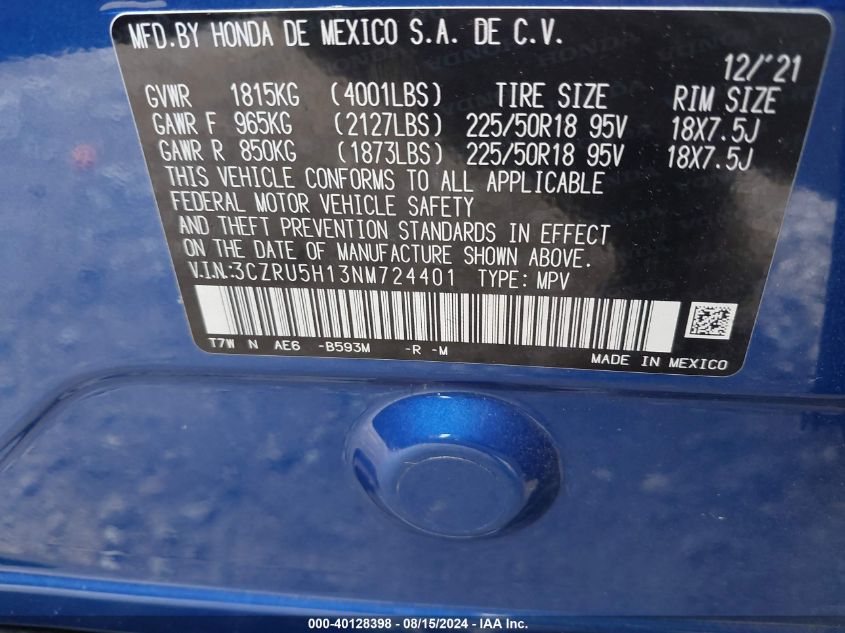 MFD.BY HONDA DE MEXICO S.A. DE C.V.
12/'21
GVWR 1815KG (4001LBS) TIRE SIZE RIM SIZE
GAWR F 965KG (2127LBS) 225/50R18 95V 18X7.5J
GAWR R 850KG (1873LBS) 225/50R18 95V 18X7.5J
THIS VEHICLE CONFORMS TO ALL APPLICABLE
FEDERAL MOTOR VEHICLE SAFETY
AND THEFT PREVENTION STANDARDS IN EFFECT
ON THE DATE OF MANUFACTURE SHOWN ABOVE.
V.I.N.:3CZRU5H13NM724401 TYPE: MPV
T7W N AE6 -B593M -R -M
MADE IN MEXICO
000-40128398 - 08/15/2024 - IAA Inc.